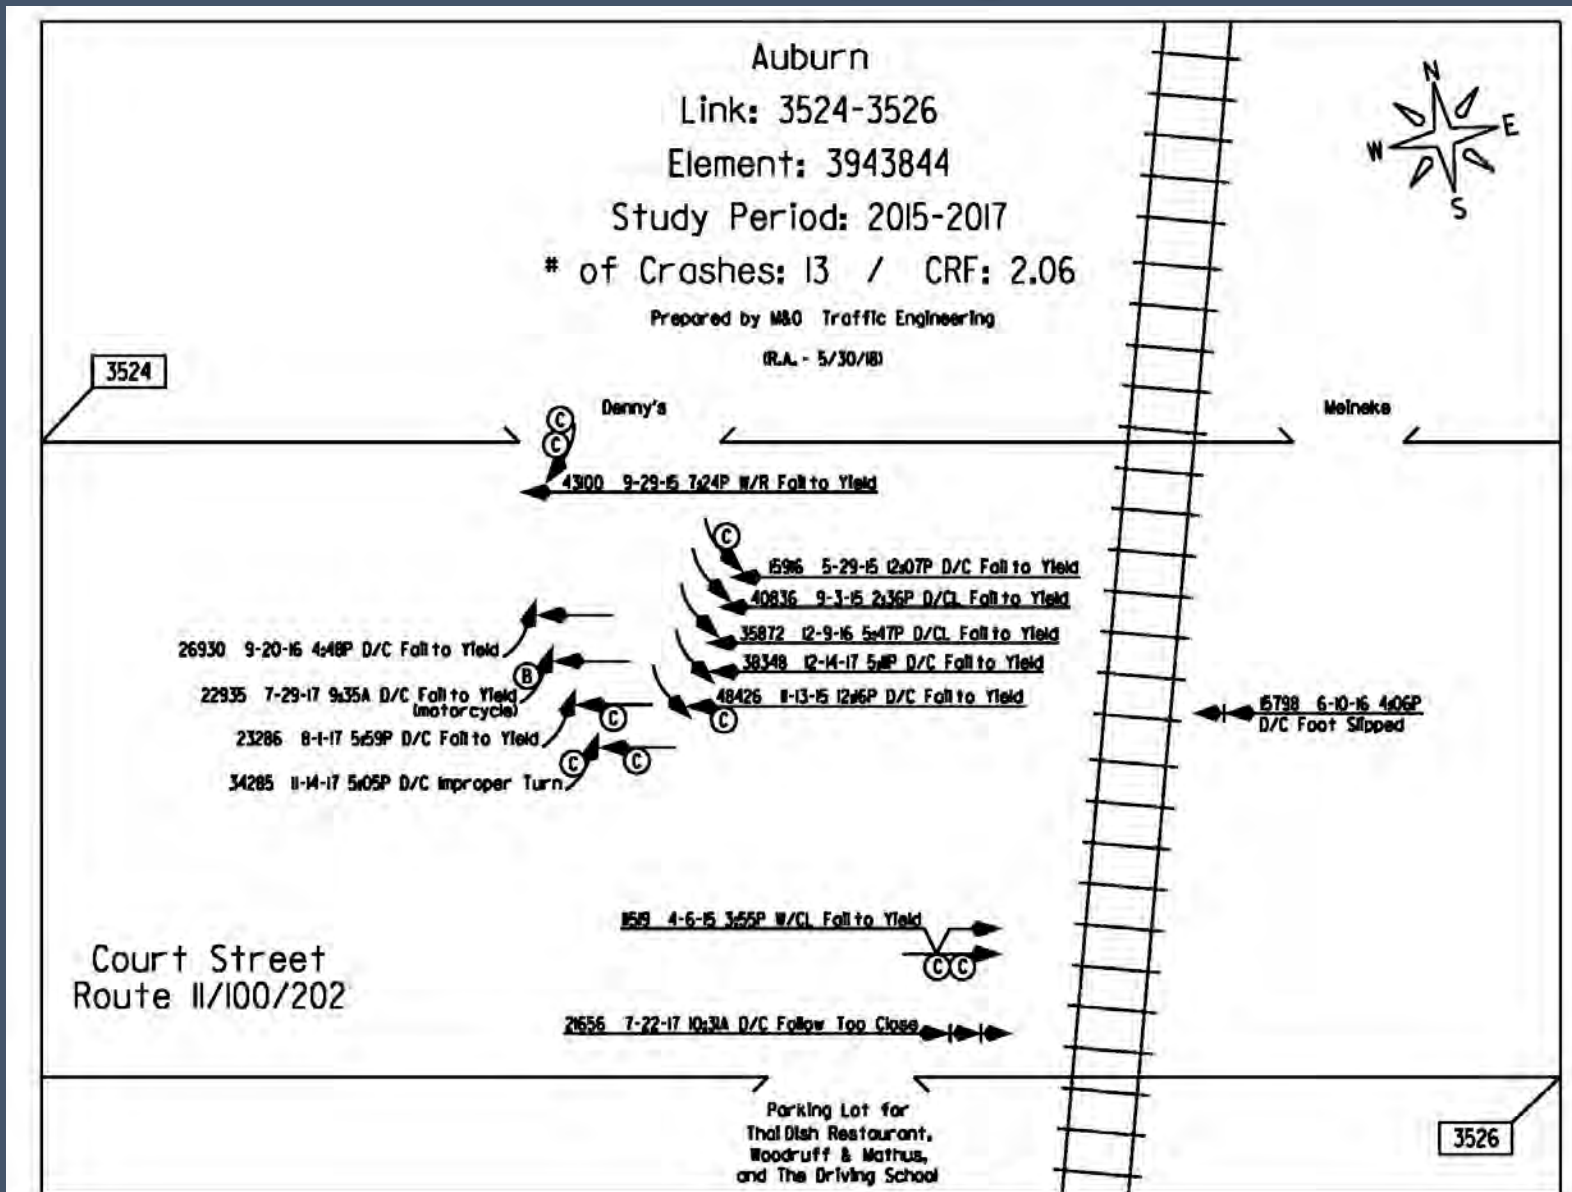 Auburn
Link: 3524-3526
Element: 3943844
Study Period: 2015-2017
# of Crashes: 13 / CRF: 2.06
Prepared by M&O Traffic Engineering
(R.A. - 5/30/18)
N
E
W
S
3524
Denny's
Meineke
C
C
43100 9-29-15 7:24P W/R Fail to Yield
C
15916 5-29-15 12:07P D/C Fail to Yield
40836 9-3-15 2:36P D/CL Fail to Yield
35872 12-9-16 5:47P D/CL Fail to Yield
38348 12-14-17 D/C Fail to Yield
48426 11-13-15 12:16P D/C Fail to Yield
C
26930 9-20-16 4:48P D/C Fail to Yield
B
22935 7-29-17 9:35A D/C Fail to Yield
(motorcycle)
C
23286 8-1-17 5:59P D/C Fail to Yield
C
C
34285 11-14-17 5:05P D/C Improper Turn
15798 6-10-16 4:06P
D/C Foot Slipped
11519 4-6-15 3:55P W/CL Fail to Yield
C C
Court Street
Route 11/100/202
21656 7-22-17 10:31A D/C Follow Too Close
Parking Lot for
Thai Dish Restaurant,
Woodruff & Mathus,
and The Driving School
3526